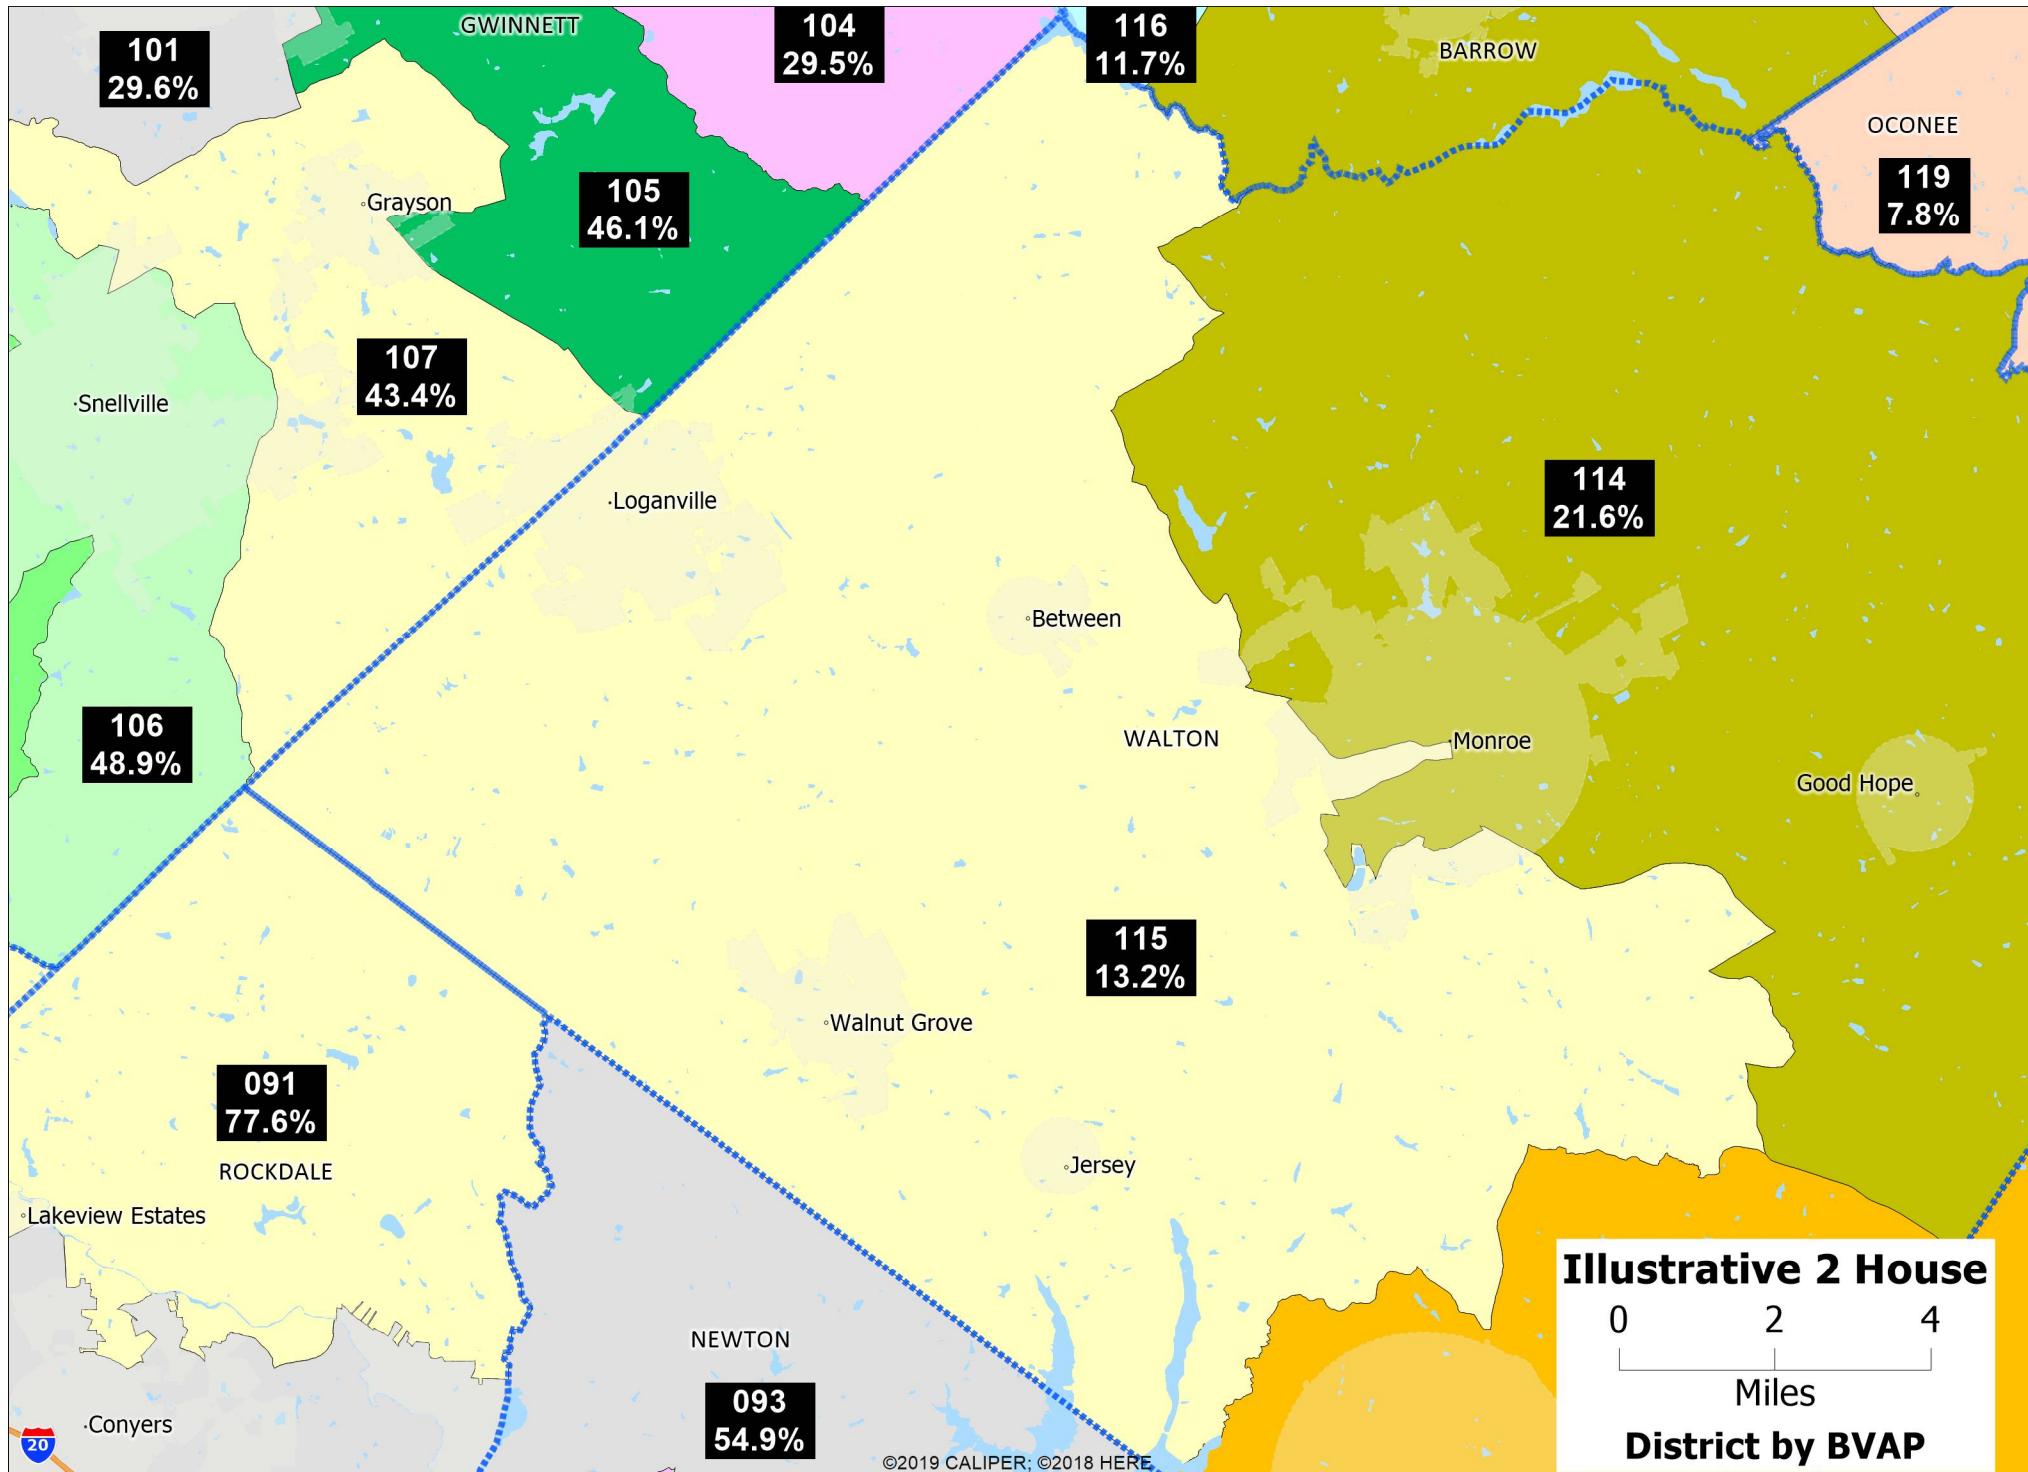 GWINNETT
101
29.6%
104
29.5%
116
11.7%
BARROW
OCONEE
119
7.8%
Grayson
105
46.1%
107
43.4%
Snellville
Loganville
114
21.6%
Between
WALTON
Monroe
106
48.9%
Good Hope
115
13.2%
Walnut Grove
091
77.6%
ROCKDALE
Jersey
Lakeview Estates
NEWTON
093
54.9%
Conyers
20
©2019 CALIPER; ©2018 HERE
Illustrative 2 House
0 2 4
Miles
District by BVAP